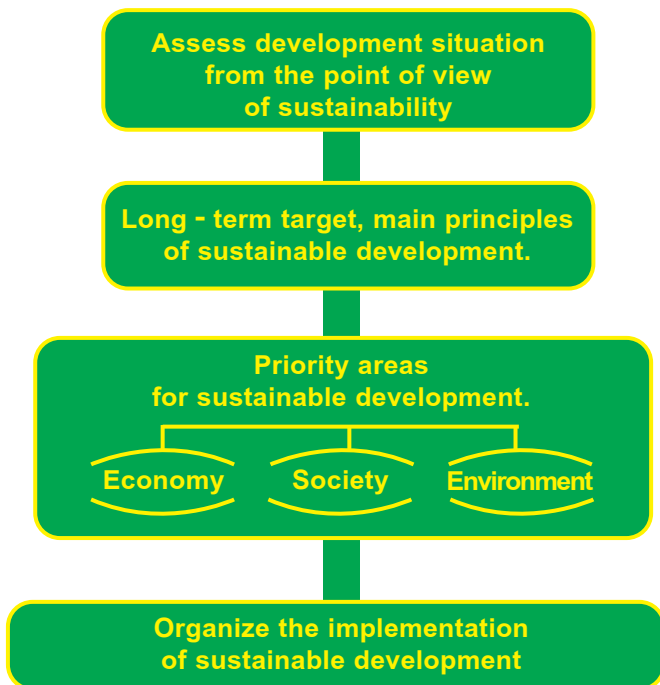 Assess development situation
from the point of view
of sustainability
Long - term target, main principles
of sustainable development.
Priority areas
for sustainable development.
Economy
Society
Environment
Organize the implementation
of sustainable development